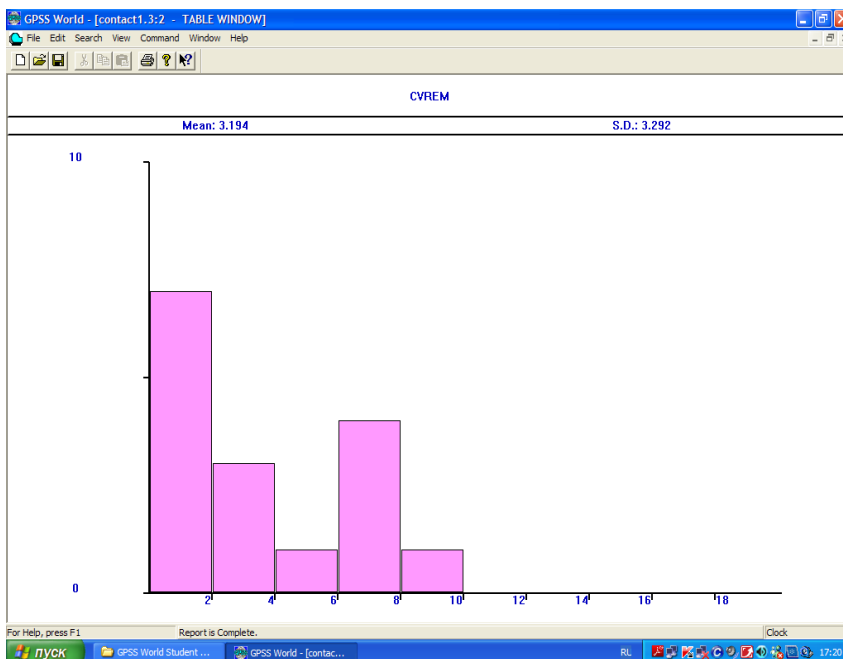 GPSS World - [contact1.3:2 - TABLE WINDOW]
File Edit Search View Command Window Help
CVREM
Mean: 3.194 S.D.: 3.292
10
0
2 4 6 8 10 12 14 16 18
For Help, press F1 Report is Complete. Clock
пуск GPSS World Student ... GPSS World - [contac... RL 17:20